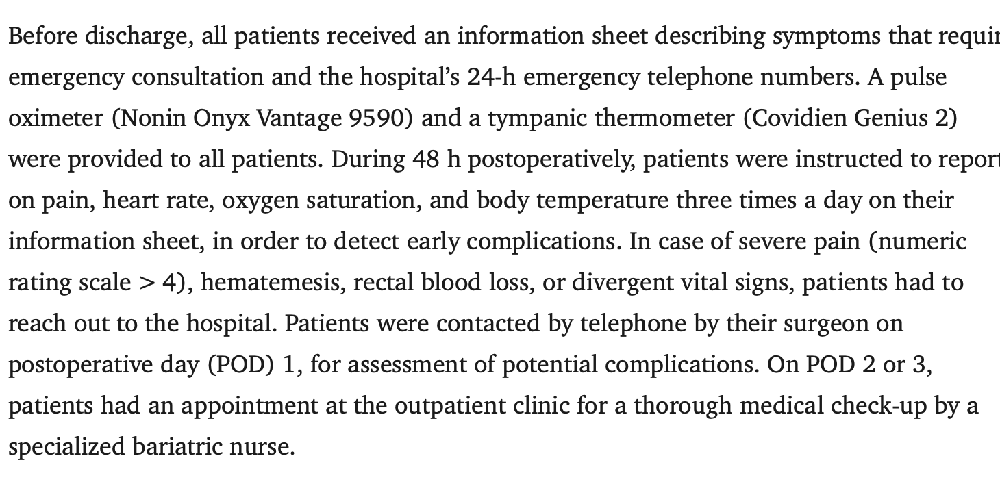 Before discharge, all patients received an information sheet describing symptoms that requir
emergency consultation and the hospital’s 24-h emergency telephone numbers. A pulse
oximeter (Nonin Onyx Vantage 9590) and a tympanic thermometer (Covidien Genius 2)
were provided to all patients. During 48 h postoperatively, patients were instructed to report
on pain, heart rate, oxygen saturation, and body temperature three times a day on their
information sheet, in order to detect early complications. In case of severe pain (numeric
rating scale > 4), hematemesis, rectal blood loss, or divergent vital signs, patients had to
reach out to the hospital. Patients were contacted by telephone by their surgeon on
postoperative day (POD) 1, for assessment of potential complications. On POD 2 or 3,
patients had an appointment at the outpatient clinic for a thorough medical check-up by a
specialized bariatric nurse.